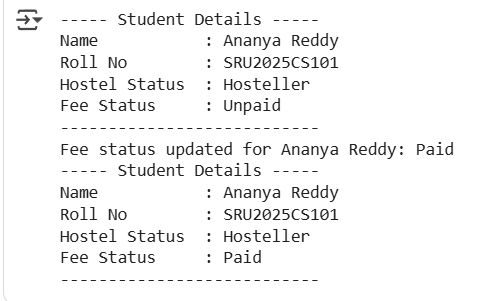 ----- Student Details -----
Name           : Ananya Reddy
Roll No        : SRU2025CS101
Hostel Status  : Hosteller
Fee Status     : Unpaid
---------------------------
Fee status updated for Ananya Reddy: Paid
----- Student Details -----
Name           : Ananya Reddy
Roll No        : SRU2025CS101
Hostel Status  : Hosteller
Fee Status     : Paid
---------------------------